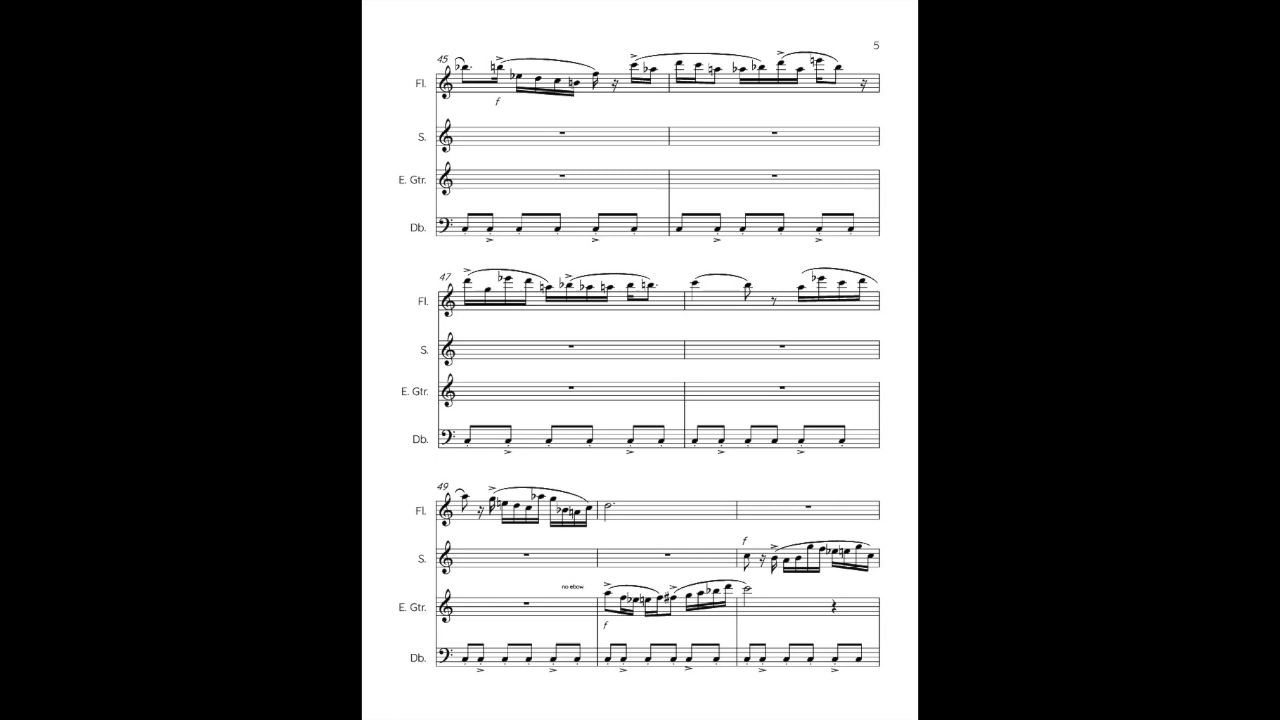 5
45
Fl.
f
S.
E. Gtr.
Db.
47
Fl.
S.
E. Gtr.
Db.
49
Fl.
f
S.
no ebow
E. Gtr.
f
Db.